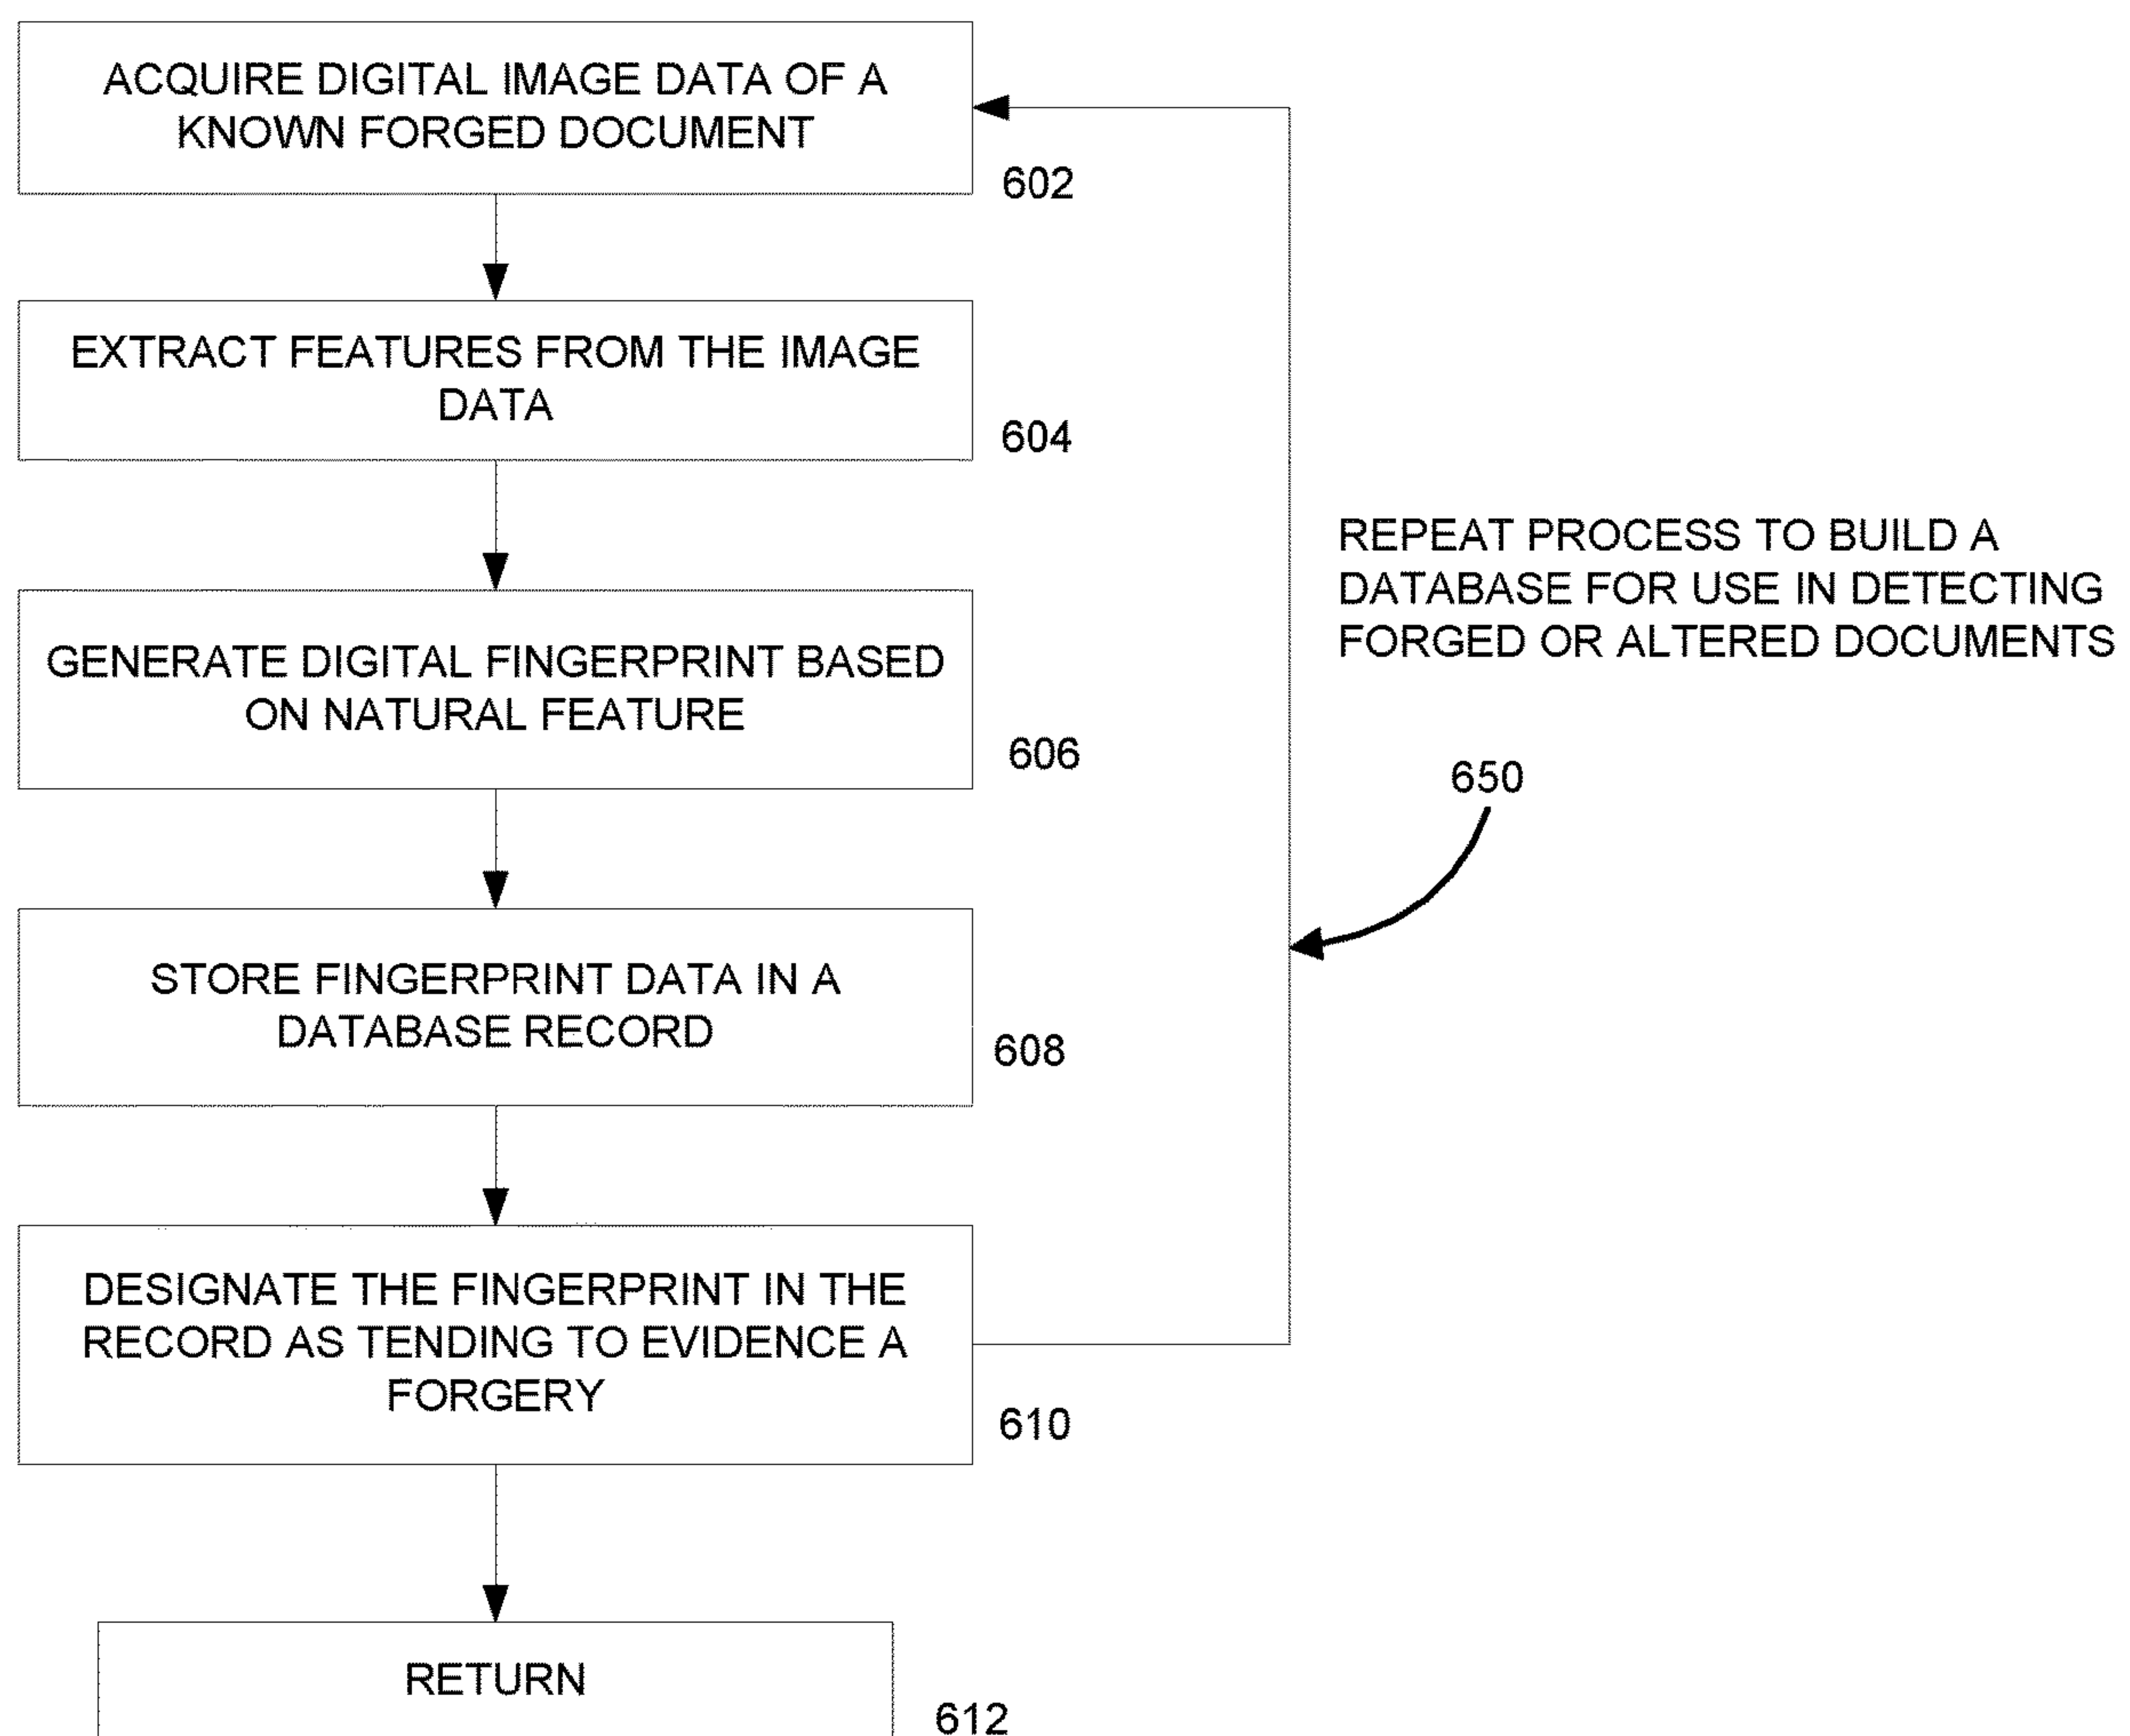 ACQUIRE DIGITAL IMAGE DATA OF A
KNOWN FORGED DOCUMENT
602
EXTRACT FEATURES FROM THE IMAGE
DATA
604
REPEAT PROCESS TO BUILD A
DATABASE FOR USE IN DETECTING
FORGED OR ALTERED DOCUMENTS
650
GENERATE DIGITAL FINGERPRINT BASED
ON NATURAL FEATURE
606
STORE FINGERPRINT DATA IN A
DATABASE RECORD
608
DESIGNATE THE FINGERPRINT IN THE
RECORD AS TENDING TO EVIDENCE A
FORGERY
610
RETURN
612